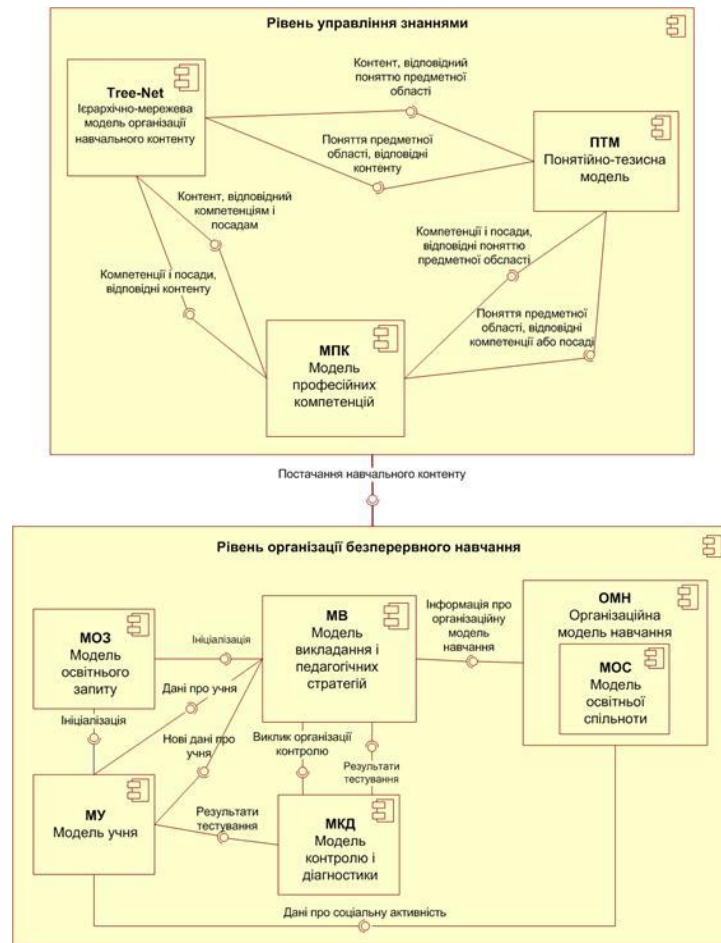 Рівень управління знаннями
Tree-Net
Ієрархічно-мережева
модель організації
навчального контенту
Контент, відповідний
поняттю предметної
області
ПТМ
Понятійно-тезисна
модель
Поняття предметної
області, відповідні
контенту
Контент, відповідний
компетенціям і
посадам
Компетенції і посади,
відповідні поняттю
предметної обсласті
Компетенції і посади,
відповідні контенту
Поняття предметної
області, відповідні
компетенції або посаді
МПК
Модель
професійних
компетенцій
Постачання навчального контенту
Рівень організації безперервного навчання
МОЗ
Модель
освітнього
запиту
Ініціалізація
МВ
Модель
викладання і
педагогічних
стратегій
Інформація про
організаційну
модель
навчання
ОМН
Організаційна
модель навчання
МОС
Модель
освітньої
спільноти
Дані про учня
Ініціалізація
Нові дані про
учня
Виклик організації
контролю
Результати
тестування
МУ
Модель учня
Результати
тестування
МКД
Модель
контролю і
діагностики
Дані про соціальну активність